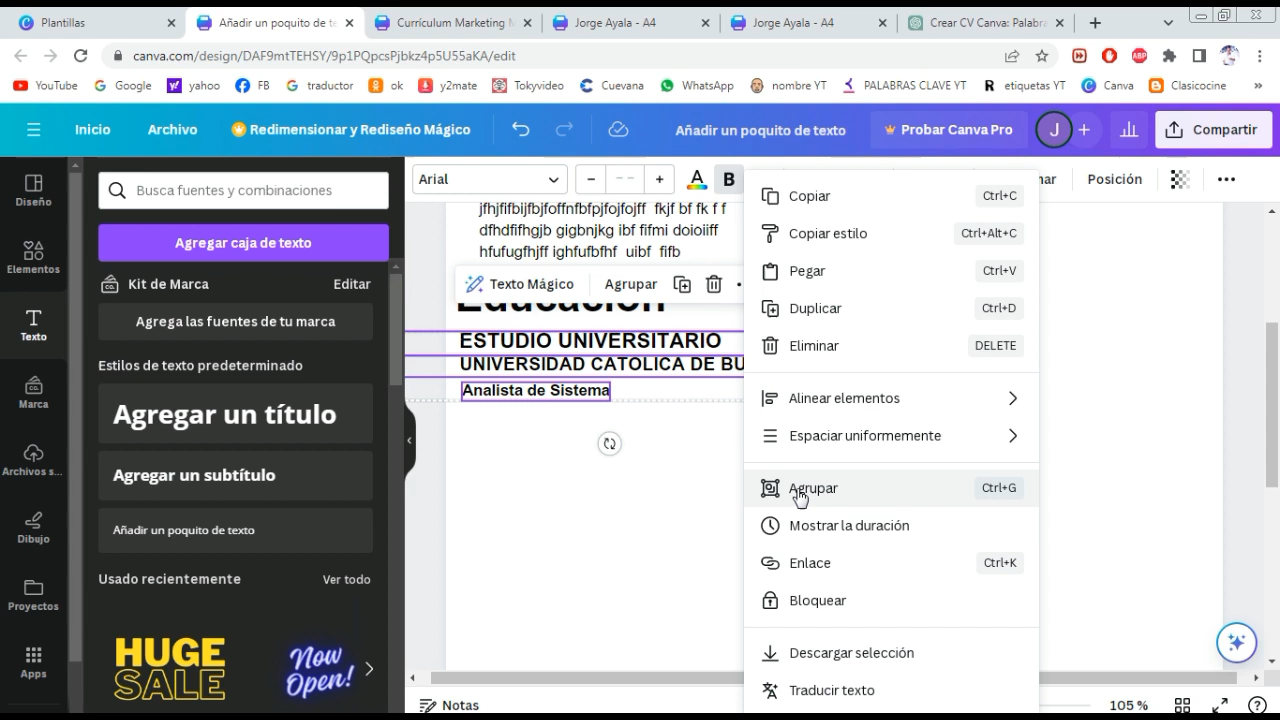 Plantillas
Añadir un poquito de te
Currículum Marketing M
Jorge Ayala - A4
Jorge Ayala - A4
Crear CV Canva: Palabra
canva.com/design/DAF9mtTEHSY/9p1PQpcsPjbkz4p5U55aKA/edit
YouTube
Google
yahoo
FB
traductor
ok
y2mate
Tokyvideo
Cuevana
WhatsApp
nombre YT
PALABRAS CLAVE YT
etiquetas YT
Canva
Clasicocine
Inicio
Archivo
Redimensionar y Rediseño Mágico
Añadir un poquito de texto
Probar Canva Pro
J
Compartir
Diseño
Elementos
Texto
Marca
Archivos s...
Dibujo
Proyectos
Apps
Busca fuentes y combinaciones
Agregar caja de texto
Kit de Marca
Editar
Agrega las fuentes de tu marca
Estilos de texto predeterminado
Agregar un título
Agregar un subtítulo
Añadir un poquito de texto
Usado recientemente
Ver todo
HUGE
SALE
Now
Open!
Arial
– -- +
A
B
mar
Posición
jfhjfifbijfbjfoffnfbfpjfojfojff fkjf bf fk f f
dfhdfifhgjb gigbnjkg ibf fifmi doioiiff
hfufugfhjff ighfufbfhf uibf fifb
Texto Mágico
Agrupar
Educación
ESTUDIO UNIVERSITARIO
UNIVERSIDAD CATOLICA DE BU
Analista de Sistema
Copiar Ctrl+C
Copiar estilo Ctrl+Alt+C
Pegar Ctrl+V
Duplicar Ctrl+D
Eliminar DELETE
Alinear elementos
Espaciar uniformemente
Agrupar Ctrl+G
Mostrar la duración
Enlace Ctrl+K
Bloquear
Descargar selección
Traducir texto
Notas
105 %